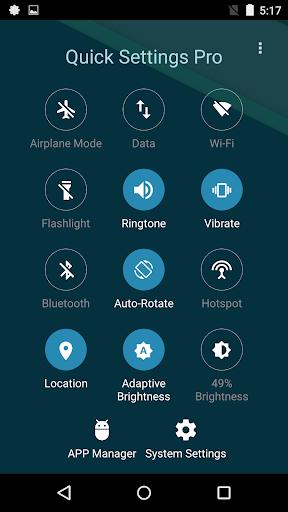 5:17
Quick Settings Pro
Airplane Mode
Data
Wi-Fi
Flashlight
Ringtone
Vibrate
Bluetooth
Auto-Rotate
Hotspot
Location
Adaptive
Brightness
49%
Brightness
APP Manager
System Settings